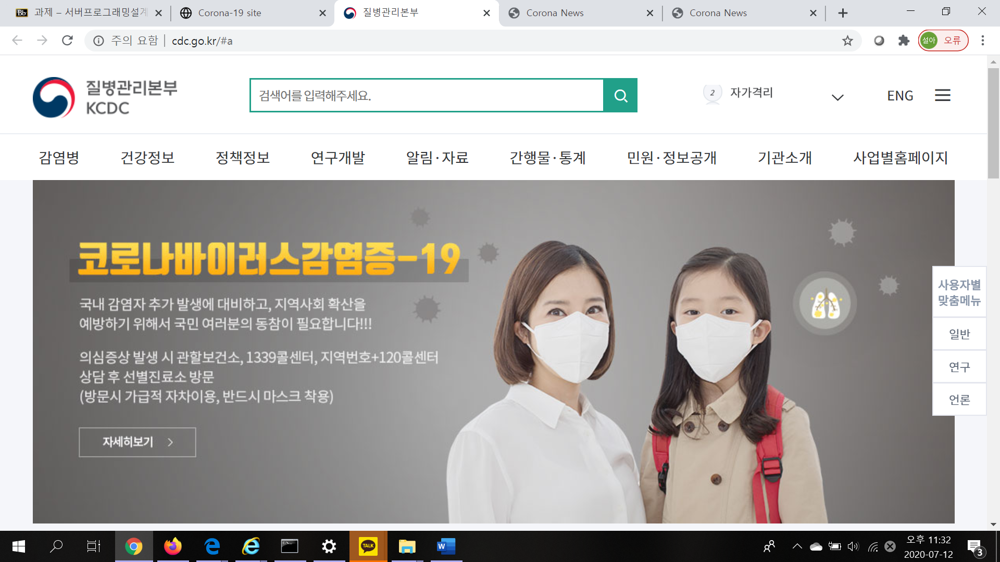 과제 – 서버프로그래밍설계
Corona-19 site
질병관리본부
Corona News
Corona News
주의 요함
cdc.go.kr/#a
설아 오류
질병관리본부
KCDC
검색어를 입력해주세요.
2 자가격리
ENG
감염병 건강정보 정책정보 연구개발 알림·자료 간행물·통계 민원·정보공개 기관소개 사업별홈페이지
코로나바이러스감염증-19
국내 감염자 추가 발생에 대비하고, 지역사회 확산을
예방하기 위해서 국민 여러분의 동참이 필요합니다!!!
의심증상 발생 시 관할보건소, 1339콜센터, 지역번호+120콜센터
상담 후 선별진료소 방문
(방문시 가급적 자차이용, 반드시 마스크 착용)
자세히보기
사용자별
맞춤메뉴
일반
연구
언론
TALK
오후 11:32
2020-07-12
3